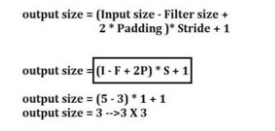 output size = (Input size - Filter size +
2 * Padding )* Stride + 1
output size = (I - F + 2P) * S + 1
output size = (5 - 3) * 1 + 1
output size = 3 -->3 X 3